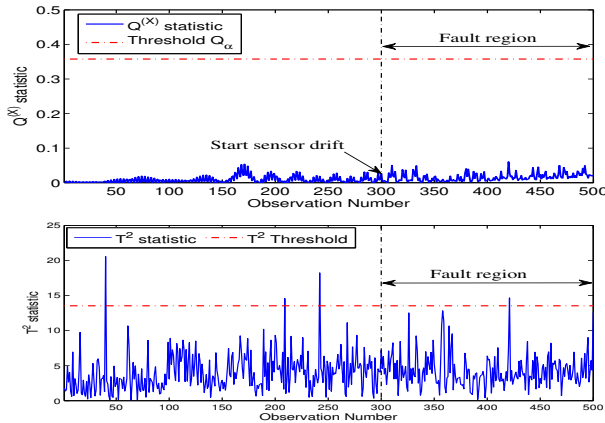 0.5
0.4
0.3
0.2
0.1
0
Q(X) statistic
Q(X) statistic
Threshold Qα
Fault region
Start sensor drift
50 100 150 200 250 300 350 400 450 500
Observation Number
25
20
15
10
5
0
T2 statistic
T2 statistic T2 Threshold
Fault region
50 100 150 200 250 300 350 400 450 500
Observation Number